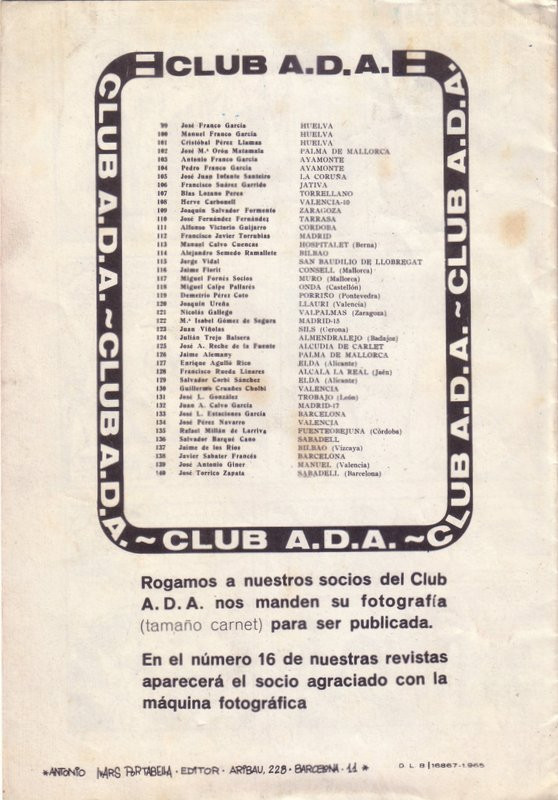 CLUB A.D.A.
CLUB A.D.A. ~ CLUB A.D.A.
CLUB A.D.A. ~ CLUB A.D.A.
99 José Franco García HUELVA
100 Manuel Franco García HUELVA
101 Cristóbal Pérez Llamas HUELVA
102 José M.ª Orón Matamala PALMA DE MALLORCA
103 Antonio Franco García AYAMONTE
104 Pedro Franco García AYAMONTE
105 José Juan Infante Santeiro LA CORUÑA
106 Francisco Suárez Garrido JATIVA
107 Blas Lozano Perez TORRELLANO
108 Herve Carbonell VALENCIA-10
109 Joaquín Salvador Formento ZARAGOZA
110 José Fernández Fernández TARRASA
111 Alfonso Victorio Guijarro CORDOBA
112 Francisco Javier Torrubias MADRID
113 Manuel Calvo Cuencas HOSPITALET (Berna)
114 Alejandro Semedo Ramallete BILBAO
115 Jorge Vidal SAN BAUDILIO DE LLOBREGAT
116 Jaime Florit CONSELL (Mallorca)
117 Miguel Fornés Socios MURO (Mallorca)
118 Miguel Colpe Pallarés ONDA (Castellón)
119 Demetrio Pérez Coto PORRIÑO (Pontevedra)
120 Joaquín Ureña LLAURI (Valencia)
121 Nicolás Gallego VALPALMAS (Zaragoza)
122 M.ª Isabel Gómez de Segura MADRID-15
123 Juan Viñolas SILS (Gerona)
124 Julián Trejo Balsera ALMENDRALEJO (Badajoz)
125 José A. Roche de la Fuente ALCUDIA DE CARLET
126 Jaime Alemany PALMA DE MALLORCA
127 Enrique Agulló Rico ELDA (Alicante)
128 Francisco Rueda Linares ALCALA LA REAL (Jaén)
129 Salvador Corbí Sánchez ELDA (Alicante)
130 Guillermo Cruañes Cholbi VALENCIA
131 José L. González TROBAJO (León)
132 Juan A. Calvo García MADRID-17
133 José L. Estaciones García BARCELONA
134 José Pérez Navarro VALENCIA
135 Rafael Millán de Larriva FUENTEOBEJUNA (Córdoba)
136 Salvador Barqué Cano SABADELL
137 Jaime de los Ríos BILBAO (Vizcaya)
138 Javier Sabater Francés BARCELONA
139 José Antonio Giner MANUEL (Valencia)
140 José Torrico Zapata SABADELL (Barcelona)
~ CLUB A.D.A. ~
Rogamos a nuestros socios del Club
A.D.A. nos manden su fotografía
(tamaño carnet) para ser publicada.
En el número 16 de nuestras revistas
aparecerá el socio agraciado con la
máquina fotográfica
*ANTONIO IVARS PORTABELLA · EDITOR · ARIBAU, 228 · BARCELONA · 11 *
D L B | 16867-1.965